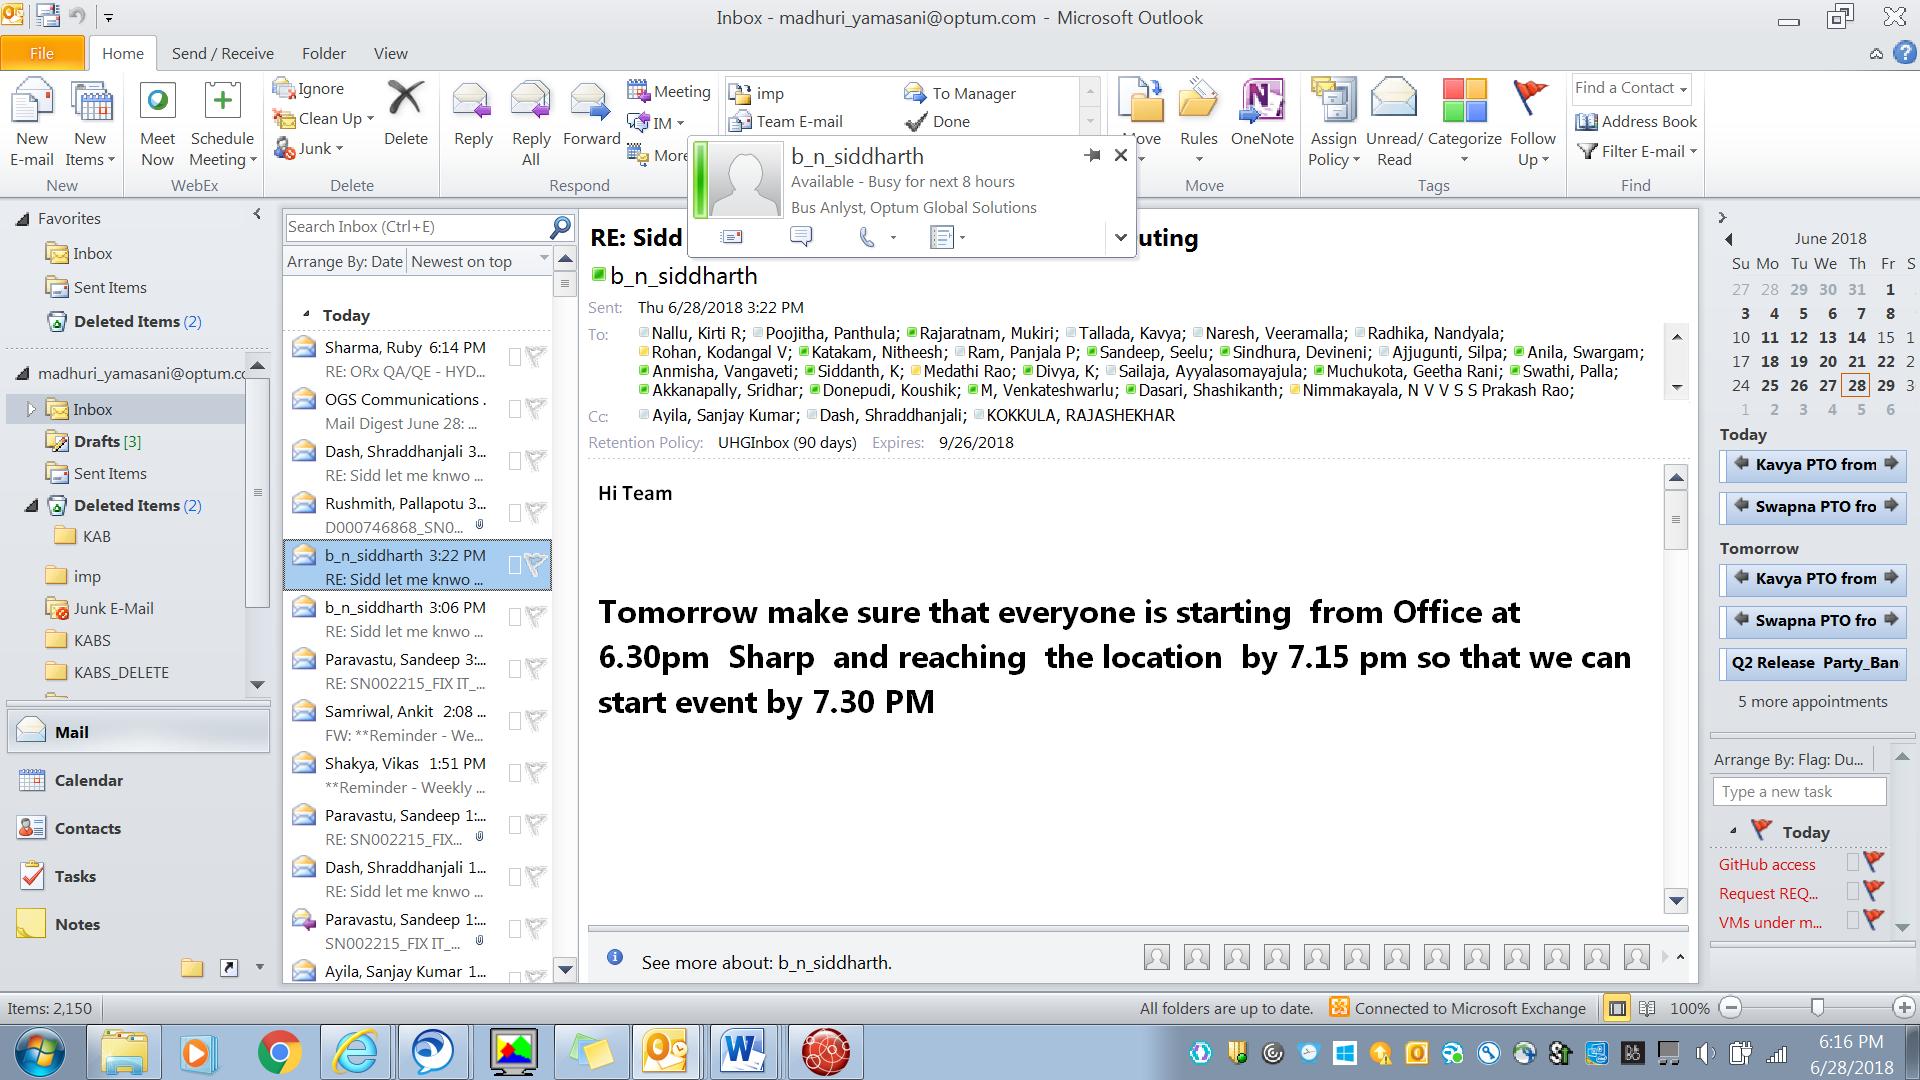 Inbox - madhuri_yamasani@optum.com - Microsoft Outlook
File Home Send / Receive Folder View
New E-mail
New Items
New
Meet Now
Schedule Meeting
WebEx
Ignore
Clean Up
Junk
Delete
Delete
Reply
Reply All
Forward
Meeting
IM
More
Respond
imp
Team E-mail
To Manager
Done
Move
Rules
OneNote
Move
Assign Policy
Unread/ Read
Categorize
Follow Up
Tags
Find a Contact
Address Book
Filter E-mail
Find
b_n_siddharth
Available - Busy for next 8 hours
Bus Anlyst, Optum Global Solutions
Favorites
Inbox
Sent Items
Deleted Items (2)
madhuri_yamasani@optum.co
Inbox
Drafts [3]
Sent Items
Deleted Items (2)
KAB
imp
Junk E-Mail
KABS
KABS_DELETE
Mail
Calendar
Contacts
Tasks
Notes
Search Inbox (Ctrl+E)
Arrange By: Date Newest on top
Today
Sharma, Ruby 6:14 PM
RE: ORx QA/QE - HYD...
OGS Communications .
Mail Digest June 28: ...
Dash, Shraddhanjali 3...
RE: Sidd let me knwo ...
Rushmith, Pallapotu 3...
D000746868_SN0...
b_n_siddharth 3:22 PM
RE: Sidd let me knwo ...
b_n_siddharth 3:06 PM
RE: Sidd let me knwo ...
Paravastu, Sandeep 3:...
RE: SN002215_FIX IT_...
Samriwal, Ankit 2:08 ...
FW: **Reminder - We...
Shakya, Vikas 1:51 PM
**Reminder - Weekly ...
Paravastu, Sandeep 1:...
RE: SN002215_FIX...
Dash, Shraddhanjali 1...
RE: Sidd let me knwo ...
Paravastu, Sandeep 1:...
SN002215_FIX IT_...
Ayila, Sanjay Kumar 1...
RE: Sidd uting
b_n_siddharth
Sent: Thu 6/28/2018 3:22 PM
To: Nallu, Kirti R; Poojitha, Panthula; Rajaratnam, Mukiri; Tallada, Kavya; Naresh, Veeramalla; Radhika, Nandyala;
Rohan, Kodangal V; Katakam, Nitheesh; Ram, Panjala P; Sandeep, Seelu; Sindhura, Devineni; Ajjugunti, Silpa; Anila, Swargam;
Anmisha, Vangaveti; Siddanth, K; Medathi Rao; Divya, K; Sailaja, Ayyalasomayajula; Muchukota, Geetha Rani; Swathi, Palla;
Akkanapally, Sridhar; Donepudi, Koushik; M, Venkateshwarlu; Dasari, Shashikanth; Nimmakayala, N V V S S Prakash Rao;
Cc: Ayila, Sanjay Kumar; Dash, Shraddhanjali; KOKKULA, RAJASHEKHAR
Retention Policy: UHGInbox (90 days) Expires: 9/26/2018
Hi Team
Tomorrow make sure that everyone is starting from Office at
6.30pm Sharp and reaching the location by 7.15 pm so that we can
start event by 7.30 PM
See more about: b_n_siddharth.
June 2018
Su Mo Tu We Th Fr S
27 28 29 30 31 1
3 4 5 6 7 8
10 11 12 13 14 15 1
17 18 19 20 21 22 2
24 25 26 27 28 29 3
1 2 3 4 5 6
Today
Kavya PTO from
Swapna PTO fro
Tomorrow
Kavya PTO from
Swapna PTO fro
Q2 Release Party_Ban
5 more appointments
Arrange By: Flag: Du...
Type a new task
Today
GitHub access
Request REQ...
VMs under m...
Items: 2,150
All folders are up to date. Connected to Microsoft Exchange 100%
6:16 PM
6/28/2018